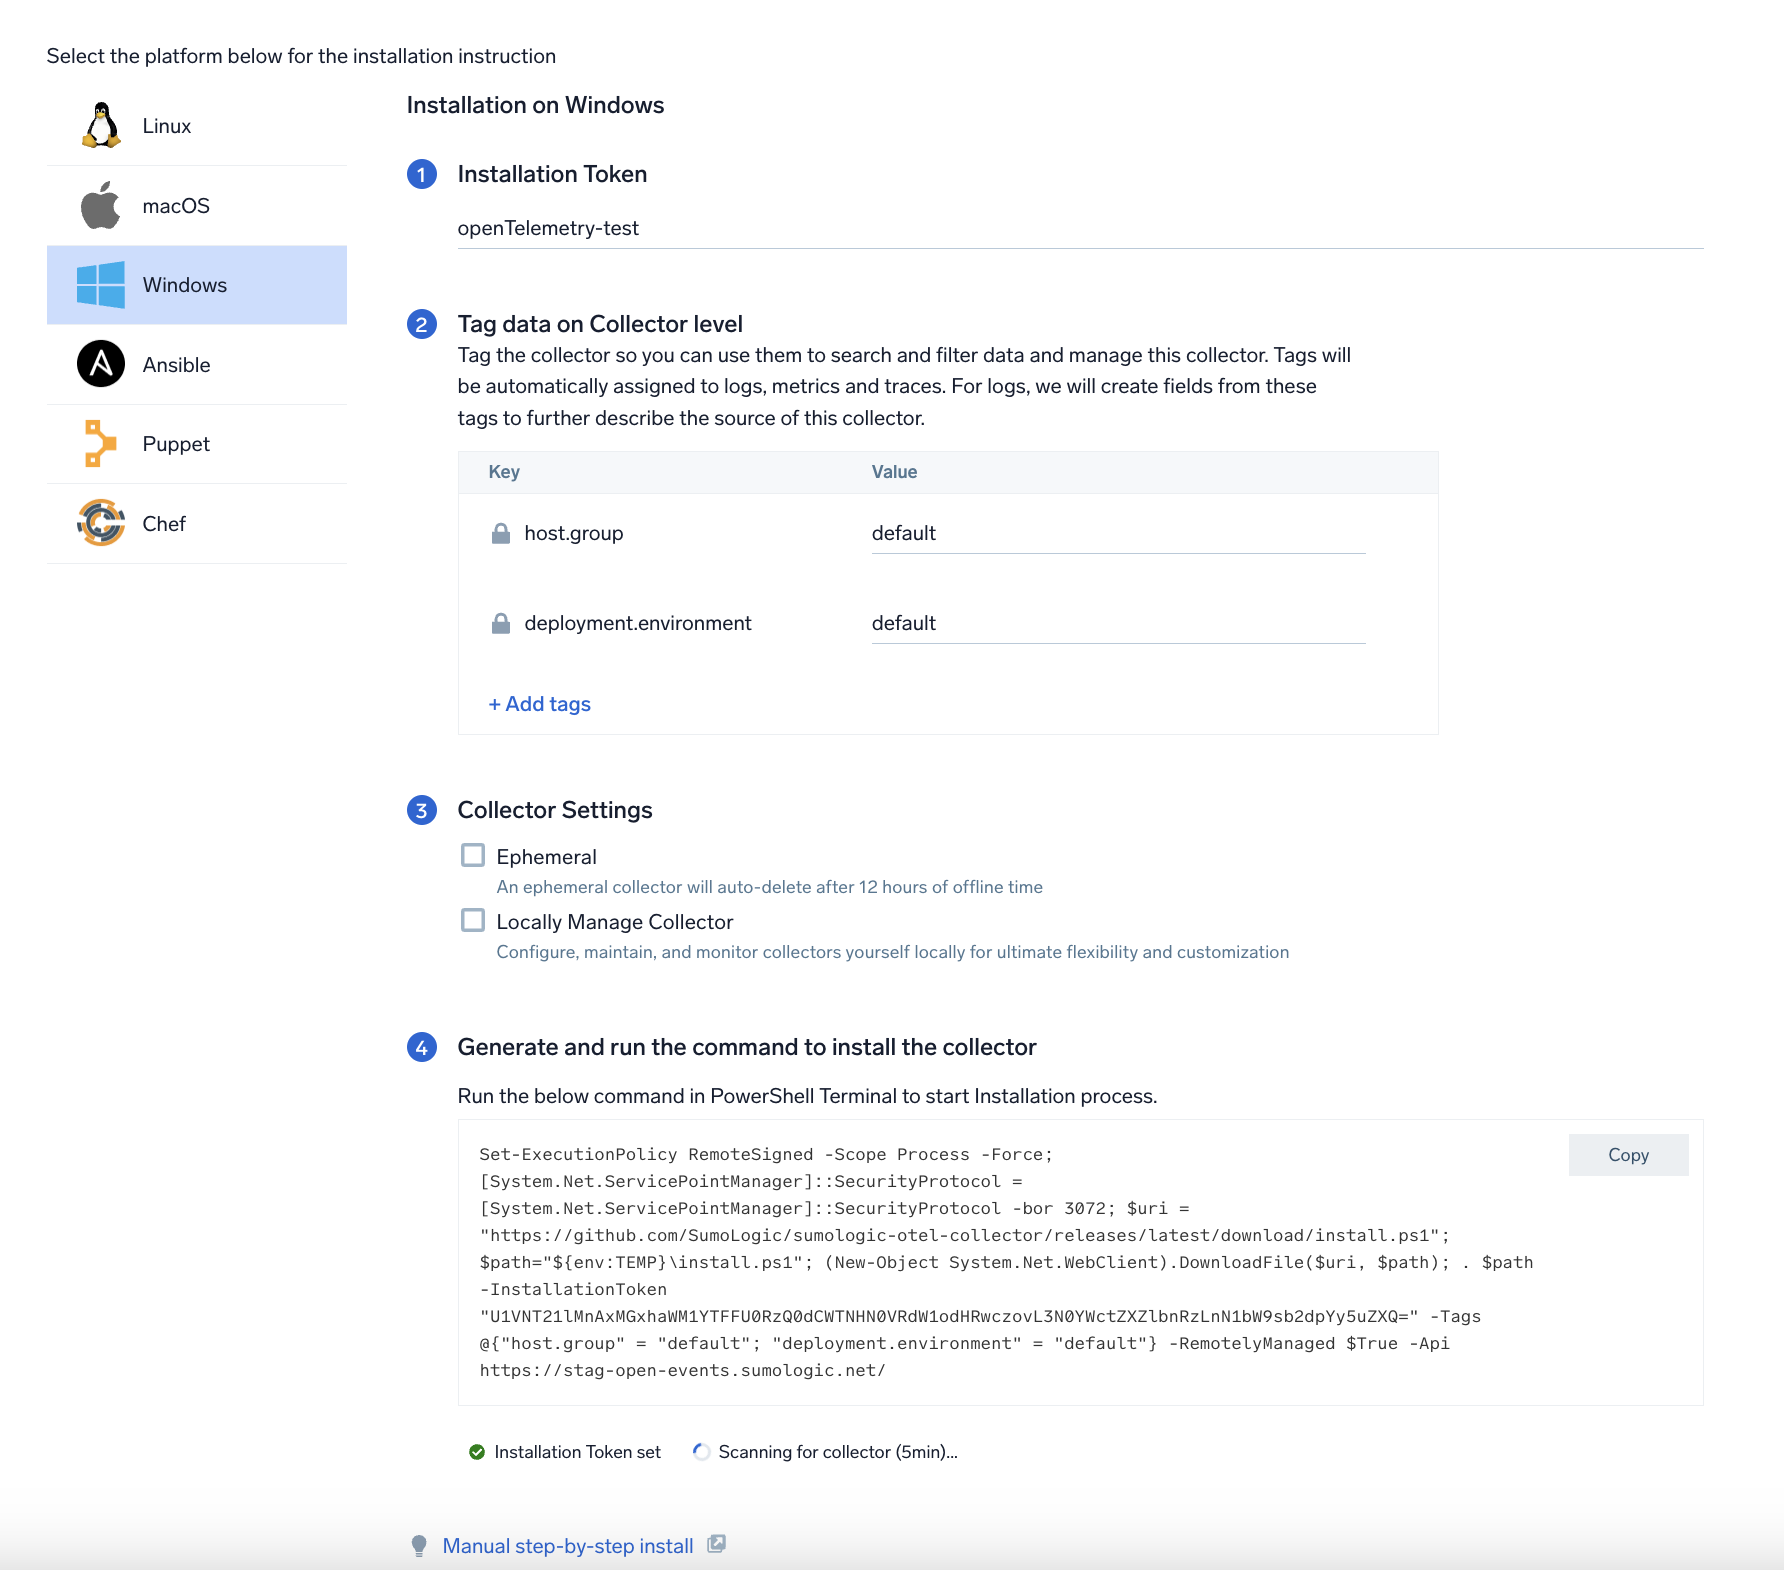 Select the platform below for the installation instruction
Linux
macOS
Windows
Ansible
Puppet
Chef
Installation on Windows
1 Installation Token
openTelemetry-test
2 Tag data on Collector level
Tag the collector so you can use them to search and filter data and manage this collector. Tags will
be automatically assigned to logs, metrics and traces. For logs, we will create fields from these
tags to further describe the source of this collector.
Key Value
host.group default
deployment.environment default
+ Add tags
3 Collector Settings
Ephemeral
An ephemeral collector will auto-delete after 12 hours of offline time
Locally Manage Collector
Configure, maintain, and monitor collectors yourself locally for ultimate flexibility and customization
4 Generate and run the command to install the collector
Run the below command in PowerShell Terminal to start Installation process.
Copy
Set-ExecutionPolicy RemoteSigned -Scope Process -Force;
[System.Net.ServicePointManager]::SecurityProtocol =
[System.Net.ServicePointManager]::SecurityProtocol -bor 3072; $uri =
"https://github.com/SumoLogic/sumologic-otel-collector/releases/latest/download/install.ps1";
$path="${env:TEMP}\install.ps1"; (New-Object System.Net.WebClient).DownloadFile($uri, $path); . $path
-InstallationToken
"U1VNT21lMnAxMGxhaWM1YTFFU0RzQ0dCWTNHN0VRdW1odHRwczovL3N0YWctZXZlbnRzLnN1bW9sb2dpYy5uZXQ=" -Tags
@{"host.group" = "default"; "deployment.environment" = "default"} -RemotelyManaged $True -Api
https://stag-open-events.sumologic.net/
Installation Token set Scanning for collector (5min)...
Manual step-by-step install